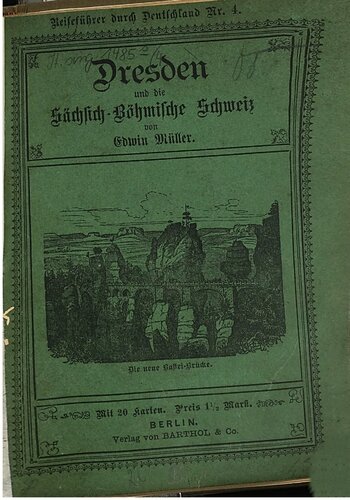 Reiseführer durch Deutschland Nr. 4.
Dresden
und die
Sächsich-Böhmische Schweiz
von
Edwin Müller.
Die neue Bastei-Brücke.
Mit 20 Karten. Preis 1½ Mark.
BERLIN.
Verlag von BARTHOL & Co.